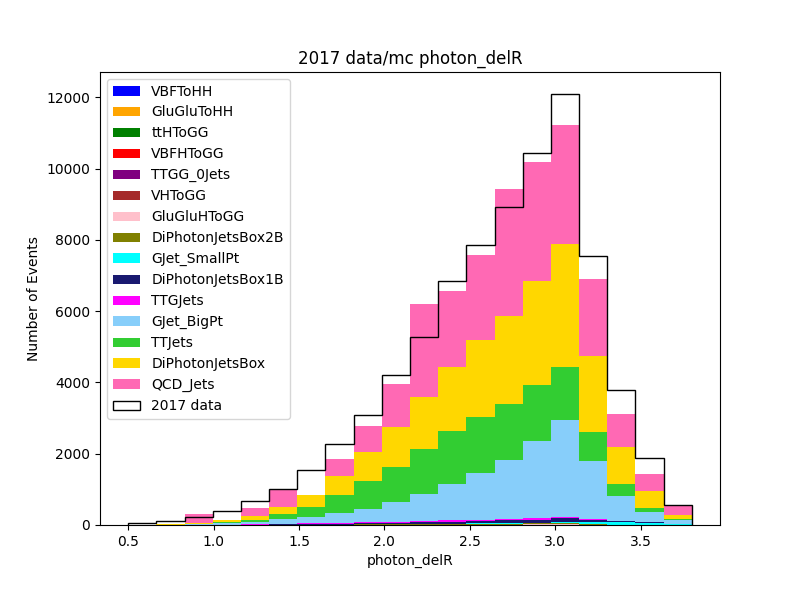 2017 data/mc photon_delR
Number of Events
12000
10000
8000
6000
4000
2000
0
VBFToHH
GluGluToHH
ttHToGG
VBFHToGG
TTGG_0Jets
VHToGG
GluGluHToGG
DiPhotonJetsBox2B
GJet_SmallPt
DiPhotonJetsBox1B
TTGJets
GJet_BigPt
TTJets
DiPhotonJetsBox
QCD_Jets
2017 data
0.5 1.0 1.5 2.0 2.5 3.0 3.5
photon_delR